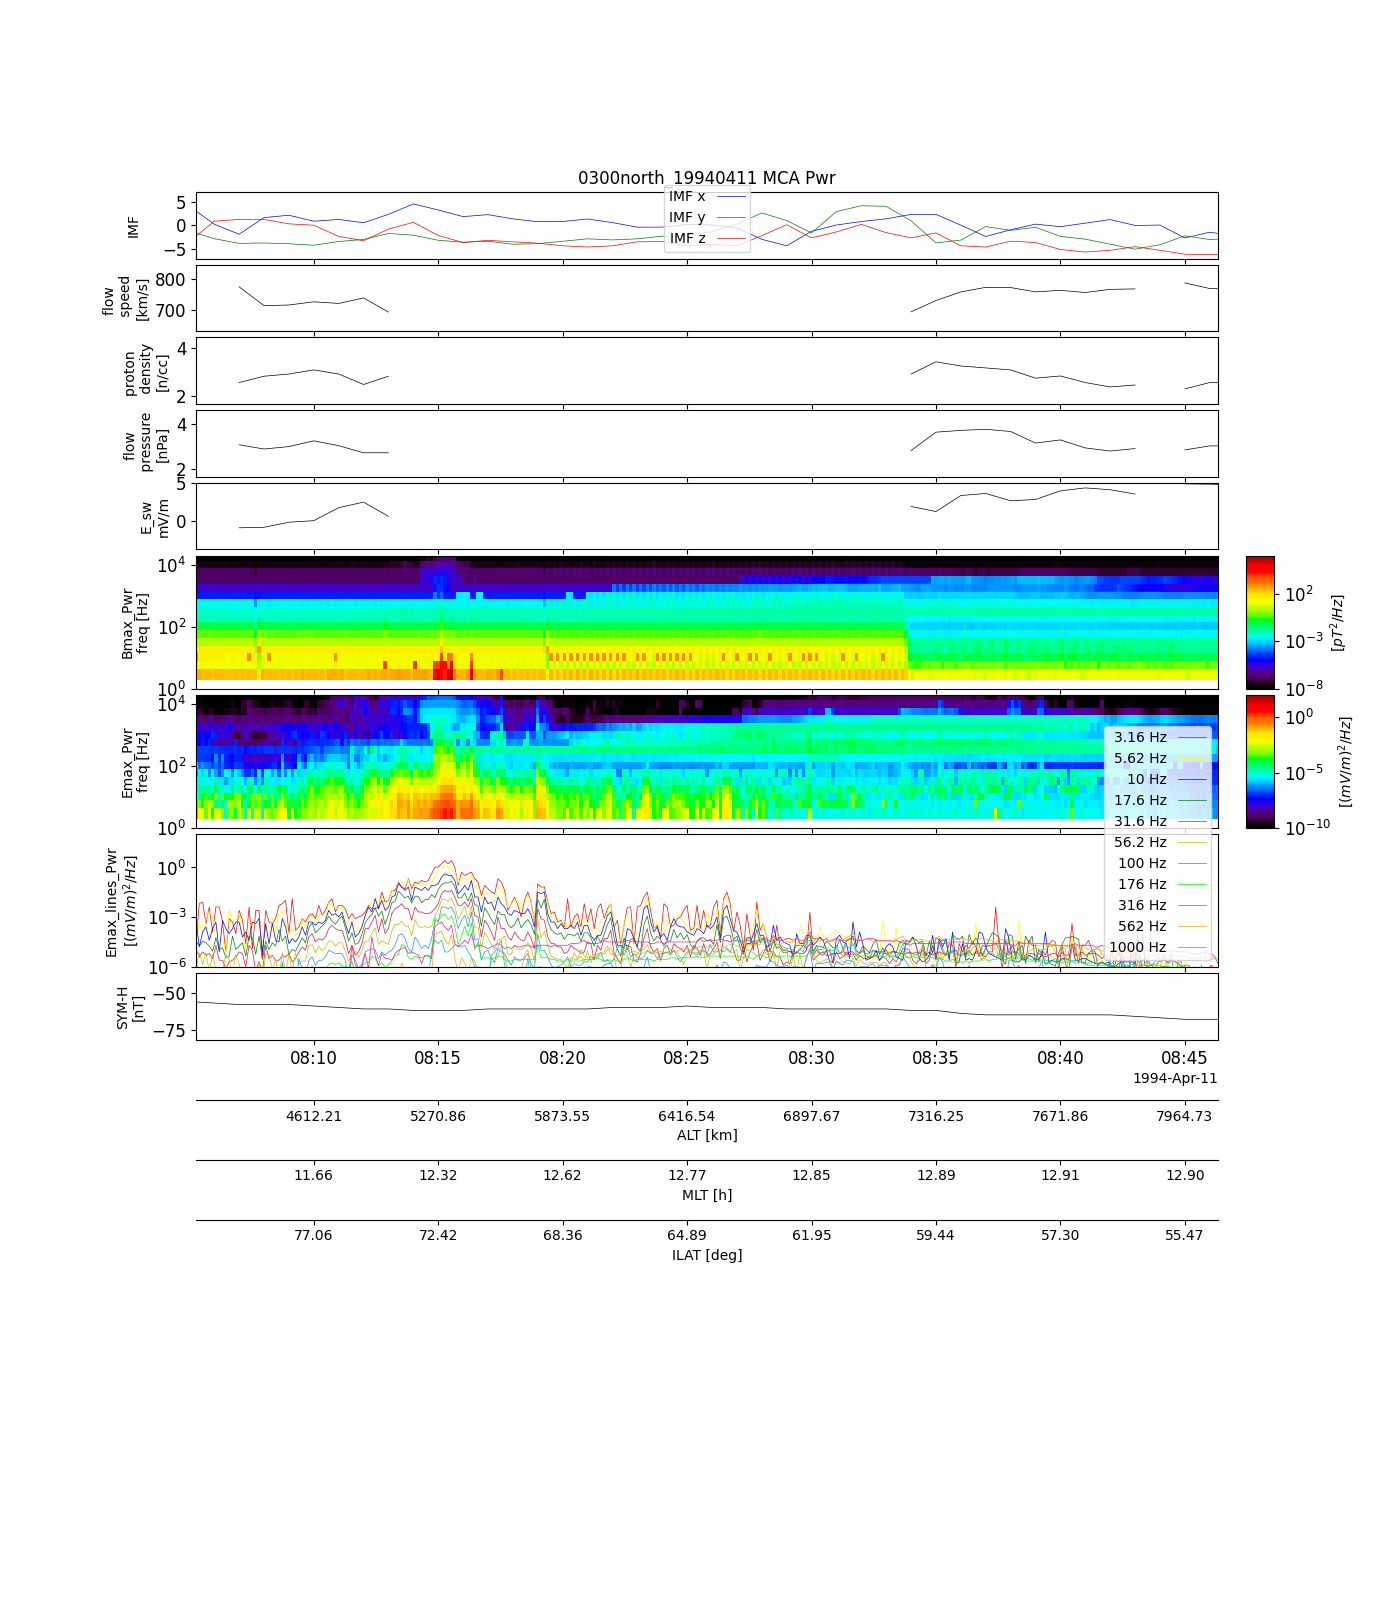 0300north_19940411 MCA Pwr
5
0
−5
IMF
IMF x
IMF y
IMF z
800
700
flow
speed
[km/s]
4
2
proton
density
[n/cc]
4
2
flow
pressure
[nPa]
5
0
E_sw
mV/m
10^4
10^2
10^0
Bmax_Pwr
freq [Hz]
10^2
10^−3
10^−8
[pT^2/Hz]
10^4
10^2
10^0
Emax_Pwr
freq [Hz]
10^0
10^−5
10^−10
[(mV/m)^2/Hz]
3.16 Hz
5.62 Hz
10 Hz
17.6 Hz
31.6 Hz
56.2 Hz
100 Hz
176 Hz
316 Hz
562 Hz
1000 Hz
10^0
10^−3
10^−6
Emax_lines_Pwr
[(mV/m)^2/Hz]
−50
−75
SYM-H
[nT]
08:10 08:15 08:20 08:25 08:30 08:35 08:40 08:45
1994-Apr-11
4612.21 5270.86 5873.55 6416.54 6897.67 7316.25 7671.86 7964.73
ALT [km]
11.66 12.32 12.62 12.77 12.85 12.89 12.91 12.90
MLT [h]
77.06 72.42 68.36 64.89 61.95 59.44 57.30 55.47
ILAT [deg]